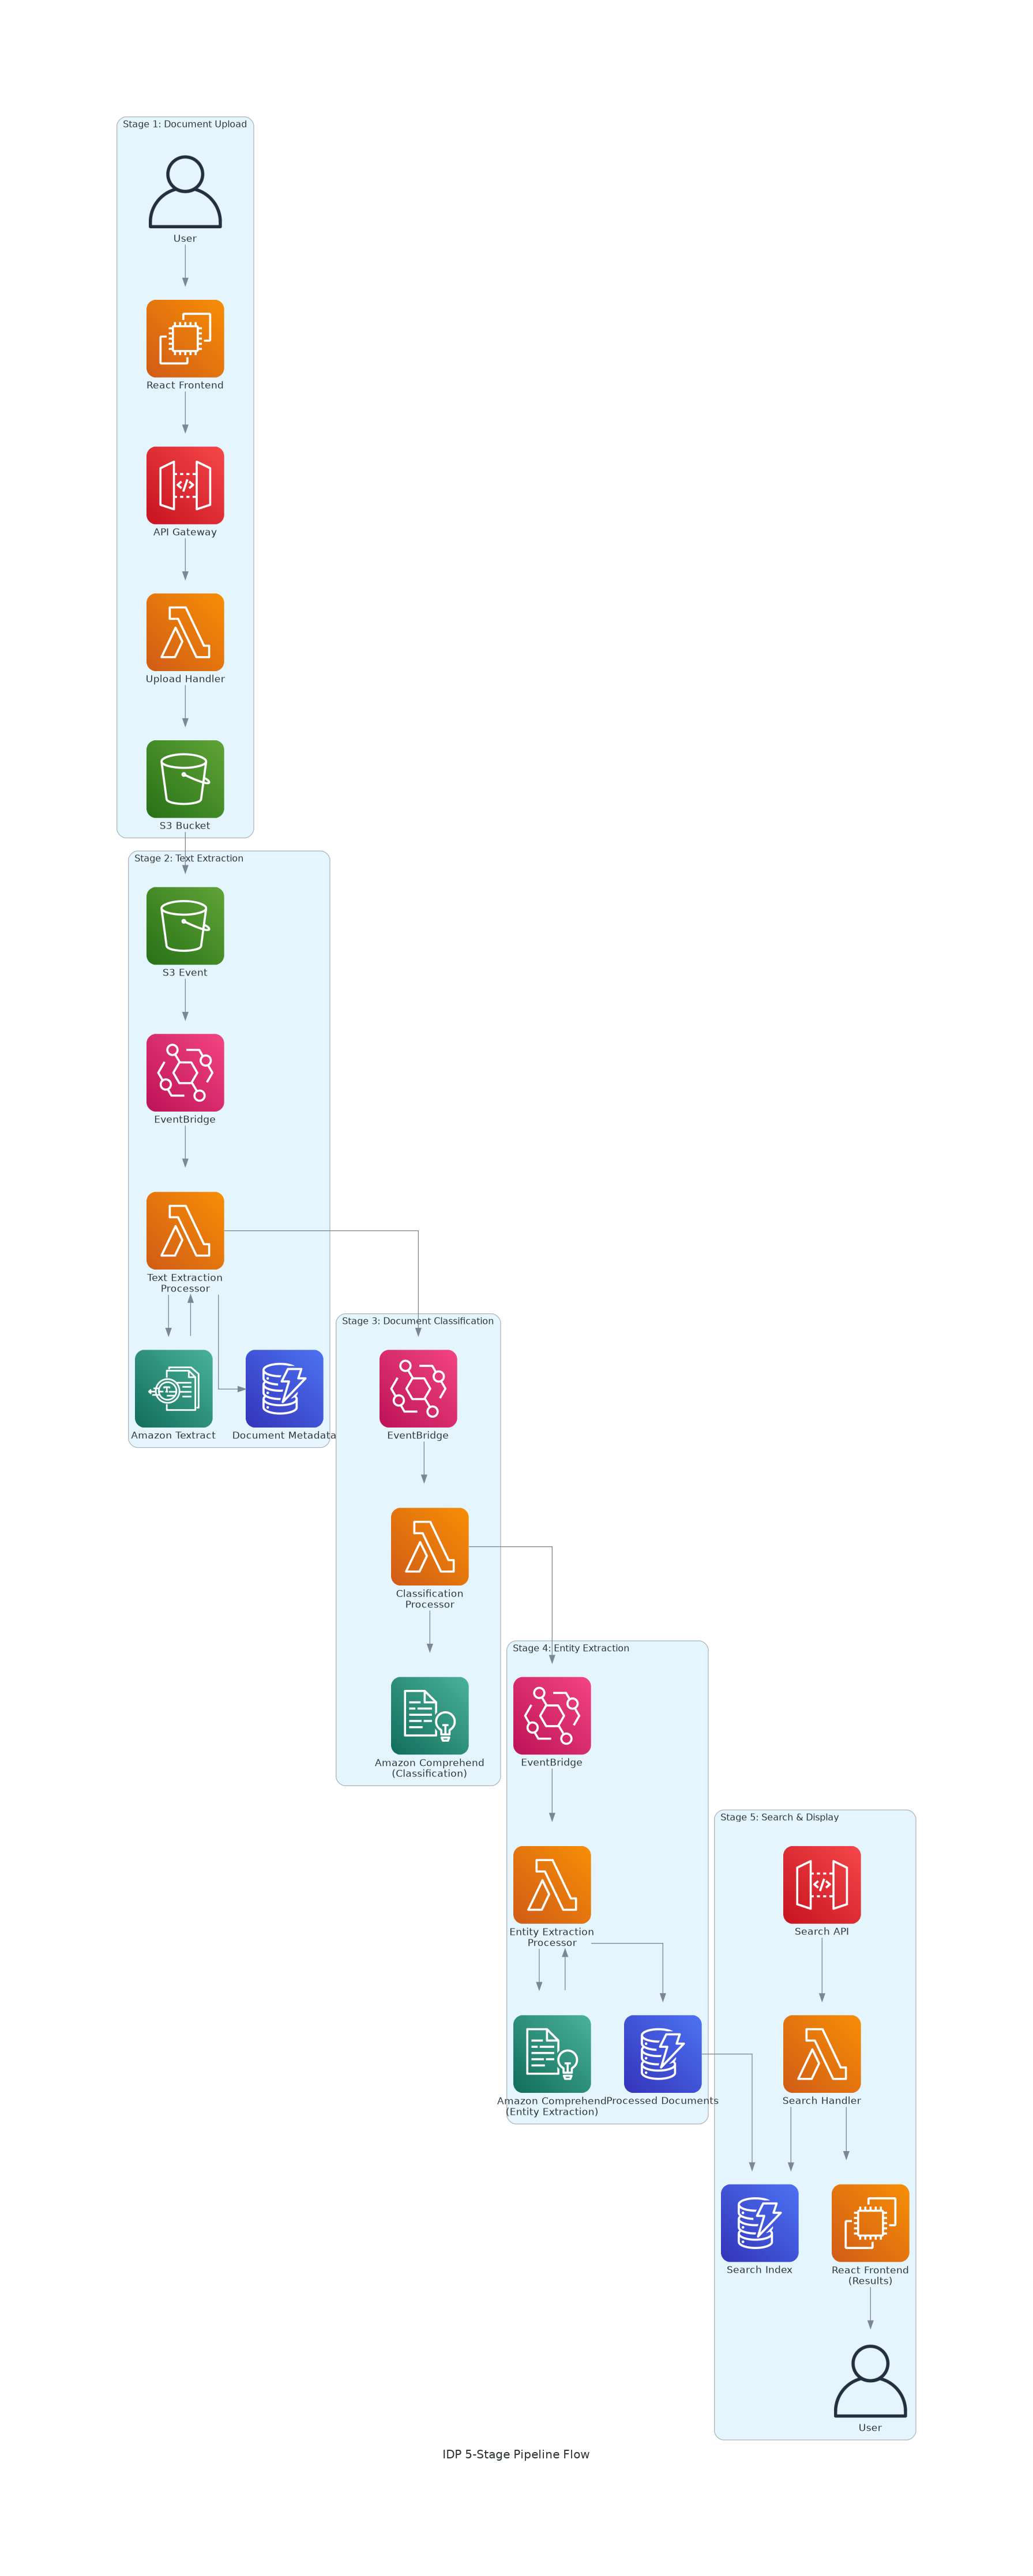 Stage 1: Document Upload
User
React Frontend
API Gateway
Upload Handler
S3 Bucket
Stage 2: Text Extraction
S3 Event
EventBridge
Text Extraction
Processor
Amazon Textract
Document Metadata
Stage 3: Document Classification
EventBridge
Classification
Processor
Amazon Comprehend
(Classification)
Stage 4: Entity Extraction
EventBridge
Entity Extraction
Processor
Amazon Comprehend
(Entity Extraction)
Processed Documents
Stage 5: Search & Display
Search API
Search Handler
Search Index
React Frontend
(Results)
User
IDP 5-Stage Pipeline Flow